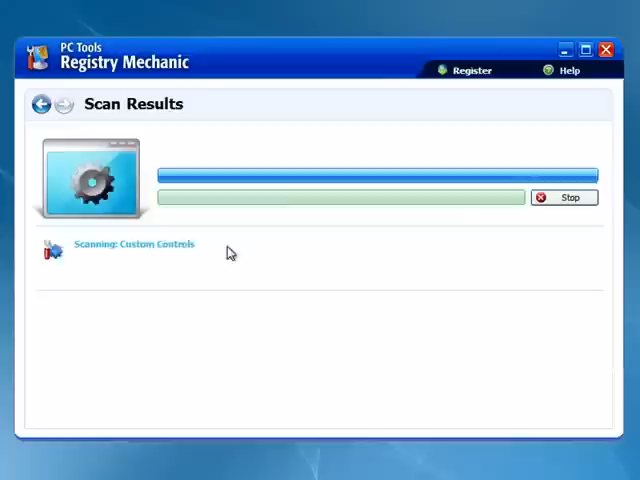 PC Tools
Registry Mechanic
Register
Help
Scan Results
Stop
Scanning: Custom Controls